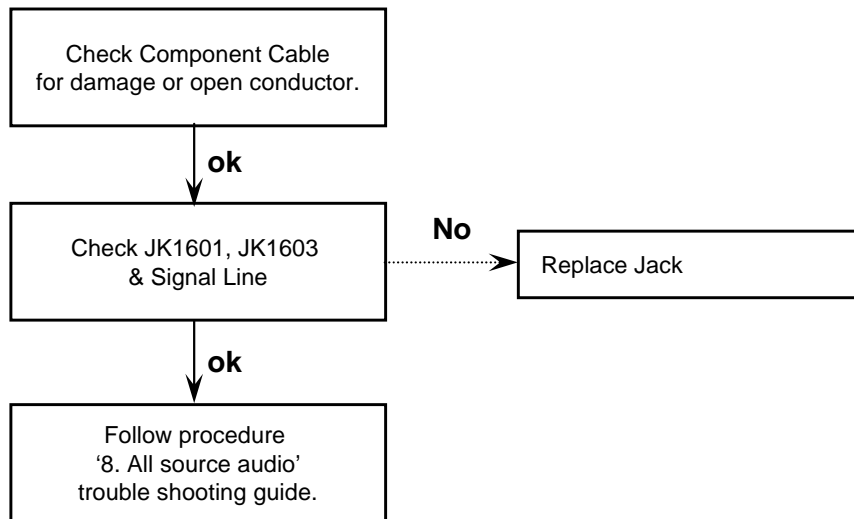 Check Component Cable
for damage or open conductor.
ok
Check JK1601, JK1603
& Signal Line
No
Replace Jack
ok
Follow procedure
‘8. All source audio’
trouble shooting guide.